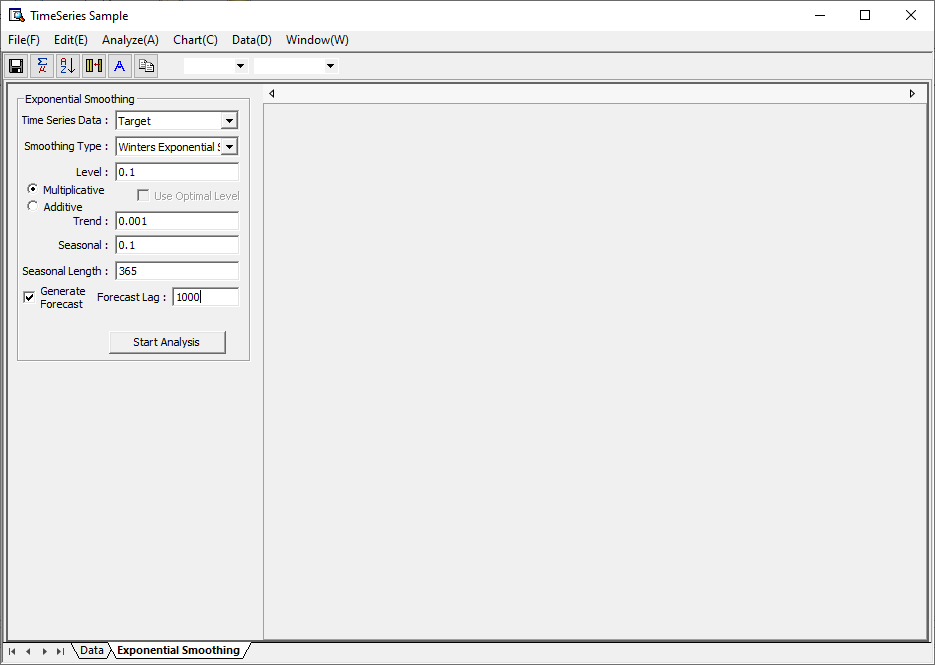 TimeSeries Sample
File(F) Edit(E) Analyze(A) Chart(C) Data(D) Window(W)
Exponential Smoothing
Time Series Data : Target
Smoothing Type : Winters Exponential
Level : 0.1
Multiplicative
Use Optimal Level
Additive
Trend : 0.001
Seasonal : 0.1
Seasonal Length : 365
Generate
Forecast
Forecast Lag : 1000
Start Analysis
Data Exponential Smoothing